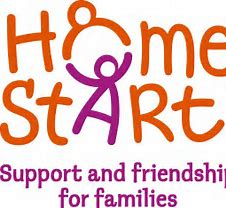 HOME
StARt
Support and friendship
for families